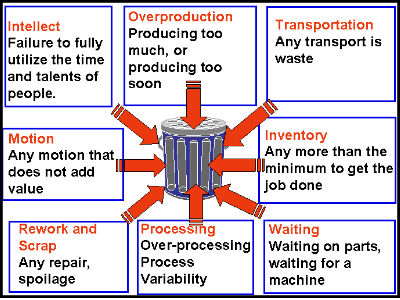 Intellect
Failure to fully
utilize the time
and talents of
people.
Overproduction
Producing too
much, or
producing too
soon
Transportation
Any transport is
waste
Motion
Any motion that
does not add
value
Inventory
Any more than the
minimum to get the
job done
Rework and
Scrap
Any repair,
spoilage
Processing
Over-processing
Process
Variability
Waiting
Waiting on parts,
waiting for a
machine